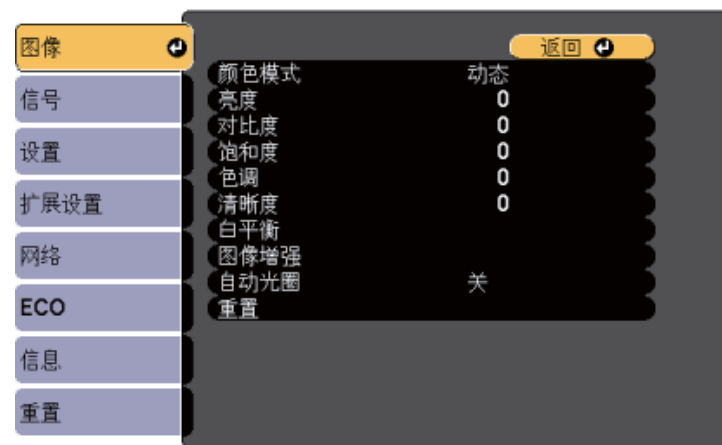 图像
信号
设置
扩展设置
网络
ECO
信息
重置
返回
颜色模式 动态
亮度 0
对比度 0
饱和度 0
色调 0
清晰度 0
白平衡
图像增强
自动光圈 关
重置